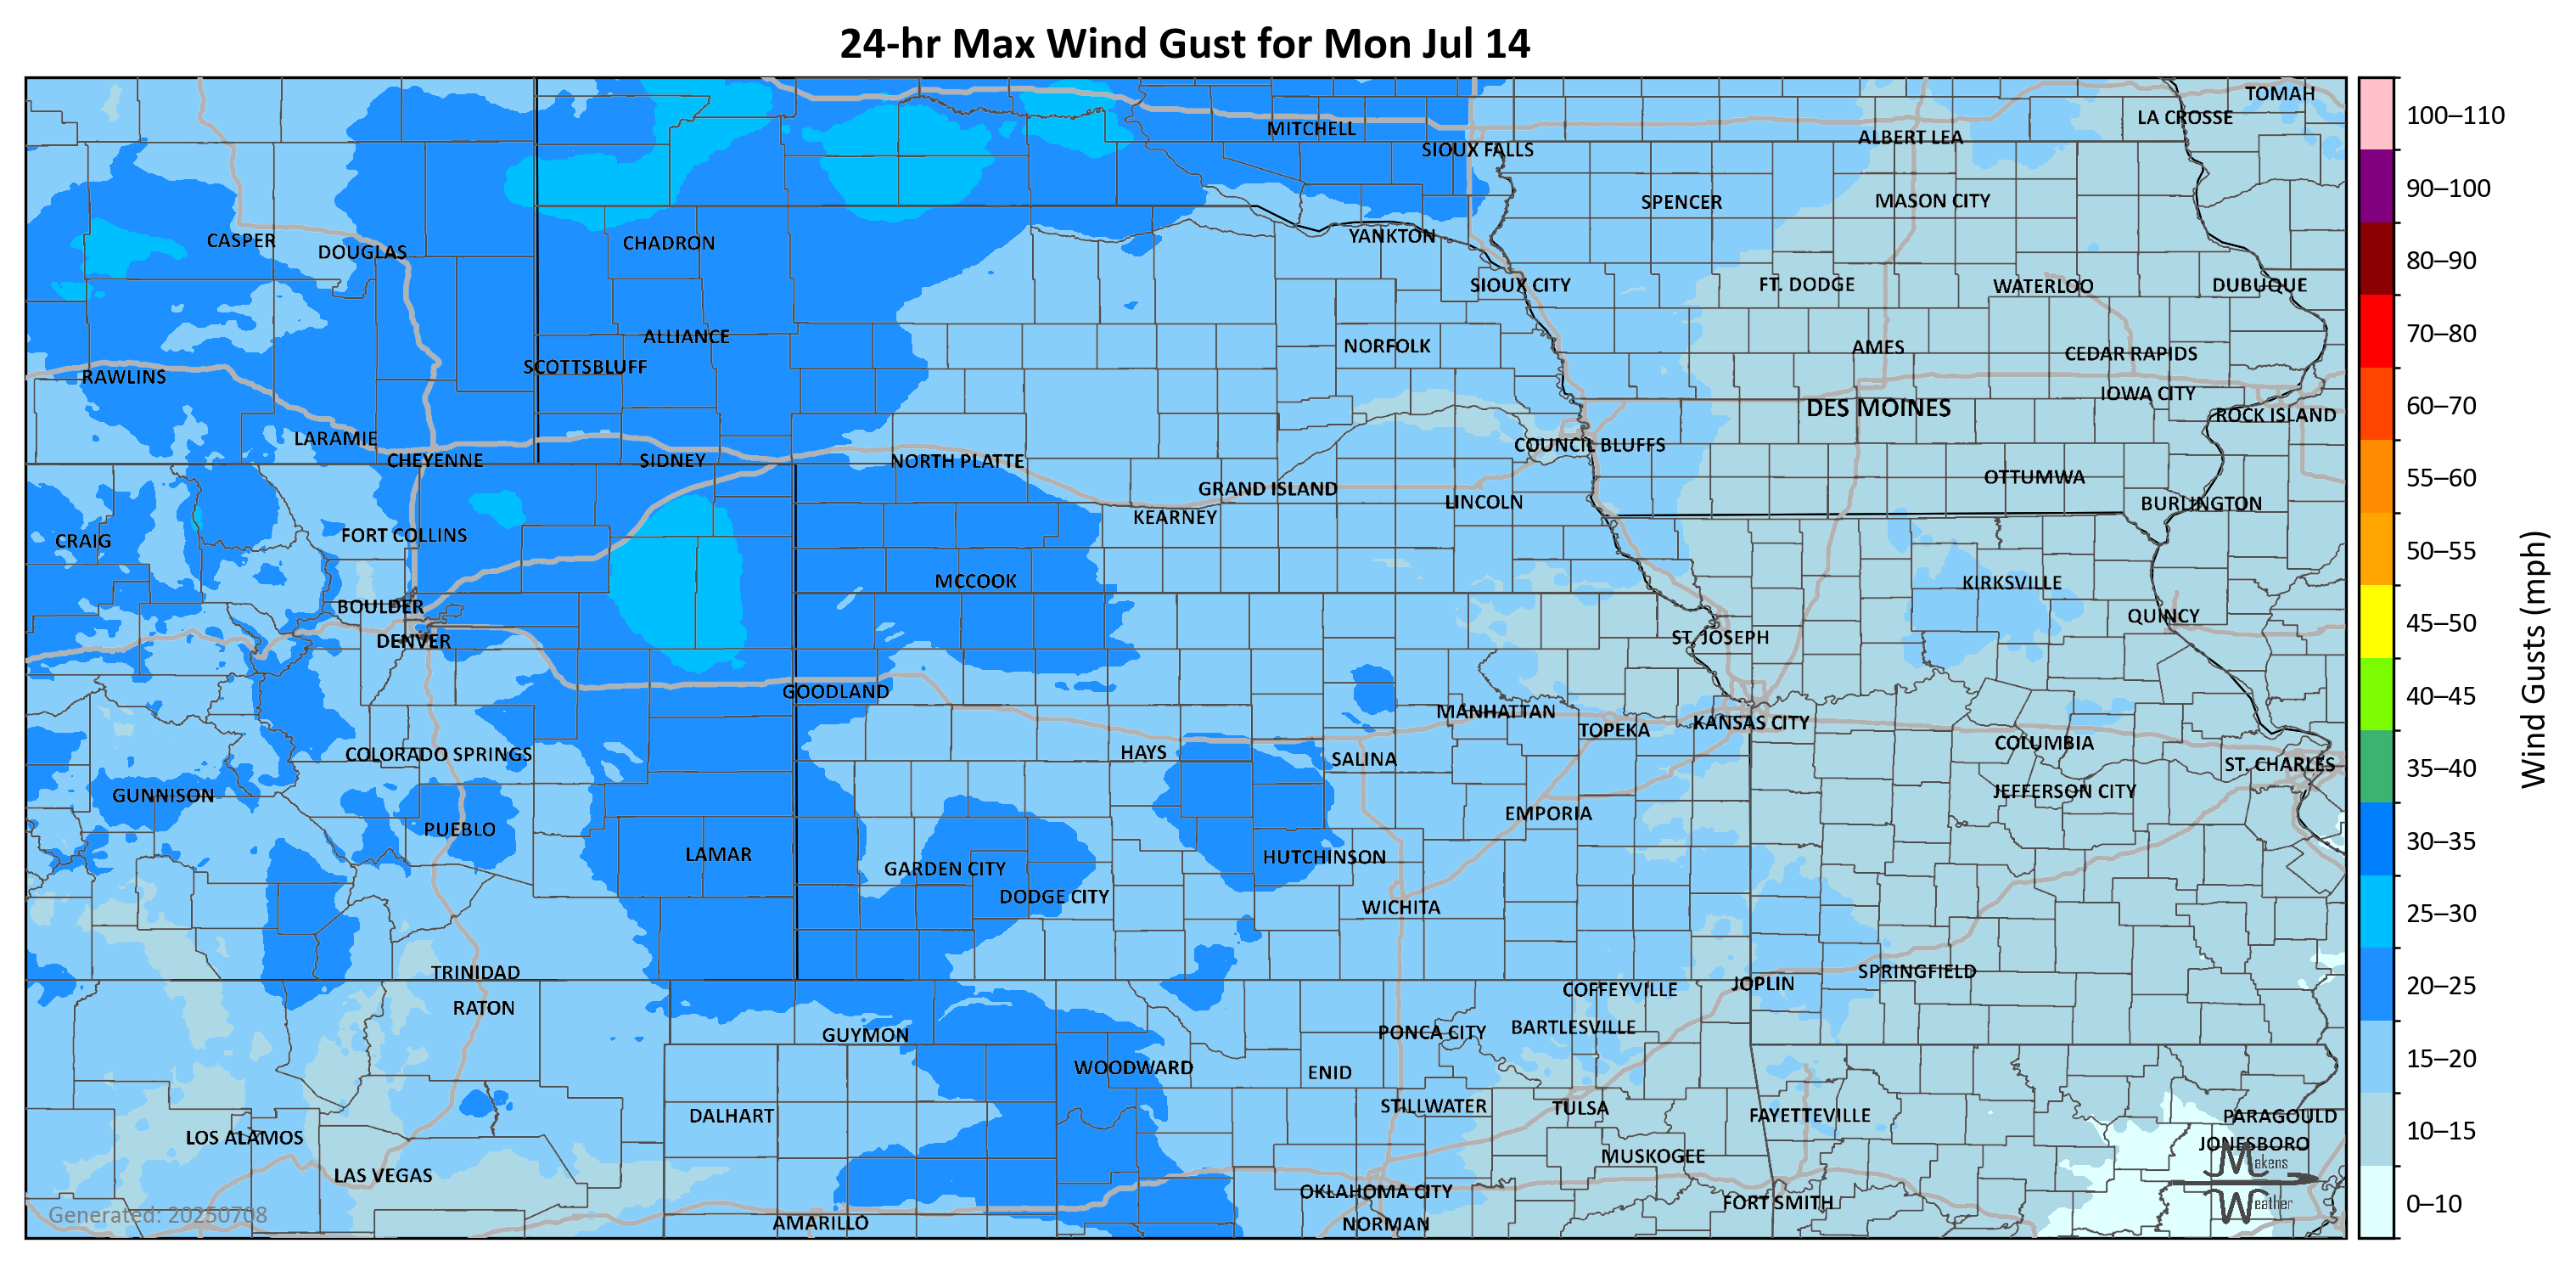 24-hr Max Wind Gust for Mon Jul 14
TOMAH
LA CROSSE
MITCHELL
ALBERT LEA
SIOUX FALLS
SPENCER
MASON CITY
CASPER
DOUGLAS
CHADRON
YANKTON
SIOUX CITY
FT. DODGE
WATERLOO
DUBUQUE
ALLIANCE
NORFOLK
AMES
CEDAR RAPIDS
SCOTTSBLUFF
RAWLINS
IOWA CITY
DES MOINES
ROCK ISLAND
LARAMIE
COUNCIL BLUFFS
CHEYENNE
SIDNEY
NORTH PLATTE
OTTUMWA
GRAND ISLAND
LINCOLN
BURLINGTON
KEARNEY
FORT COLLINS
CRAIG
MCCOOK
KIRKSVILLE
BOULDER
QUINCY
DENVER
ST. JOSEPH
GOODLAND
MANHATTAN
TOPEKA
KANSAS CITY
COLUMBIA
COLORADO SPRINGS
HAYS
SALINA
ST. CHARLES
GUNNISON
JEFFERSON CITY
EMPORIA
PUEBLO
LAMAR
HUTCHINSON
GARDEN CITY
DODGE CITY
WICHITA
TRINIDAD
SPRINGFIELD
JOPLIN
COFFEYVILLE
RATON
BARTLESVILLE
PONCA CITY
GUYMON
WOODWARD
ENID
STILLWATER
TULSA
DALHART
FAYETTEVILLE
PARAGOULD
LOS ALAMOS
JONESBORO
MUSKOGEE
LAS VEGAS
OKLAHOMA CITY
FORT SMITH
AMARILLO
NORMAN
Generated: 20250708
Makens
Weather
100–110
90–100
80–90
70–80
60–70
55–60
50–55
45–50
40–45
35–40
30–35
25–30
20–25
15–20
10–15
0–10
Wind Gusts (mph)